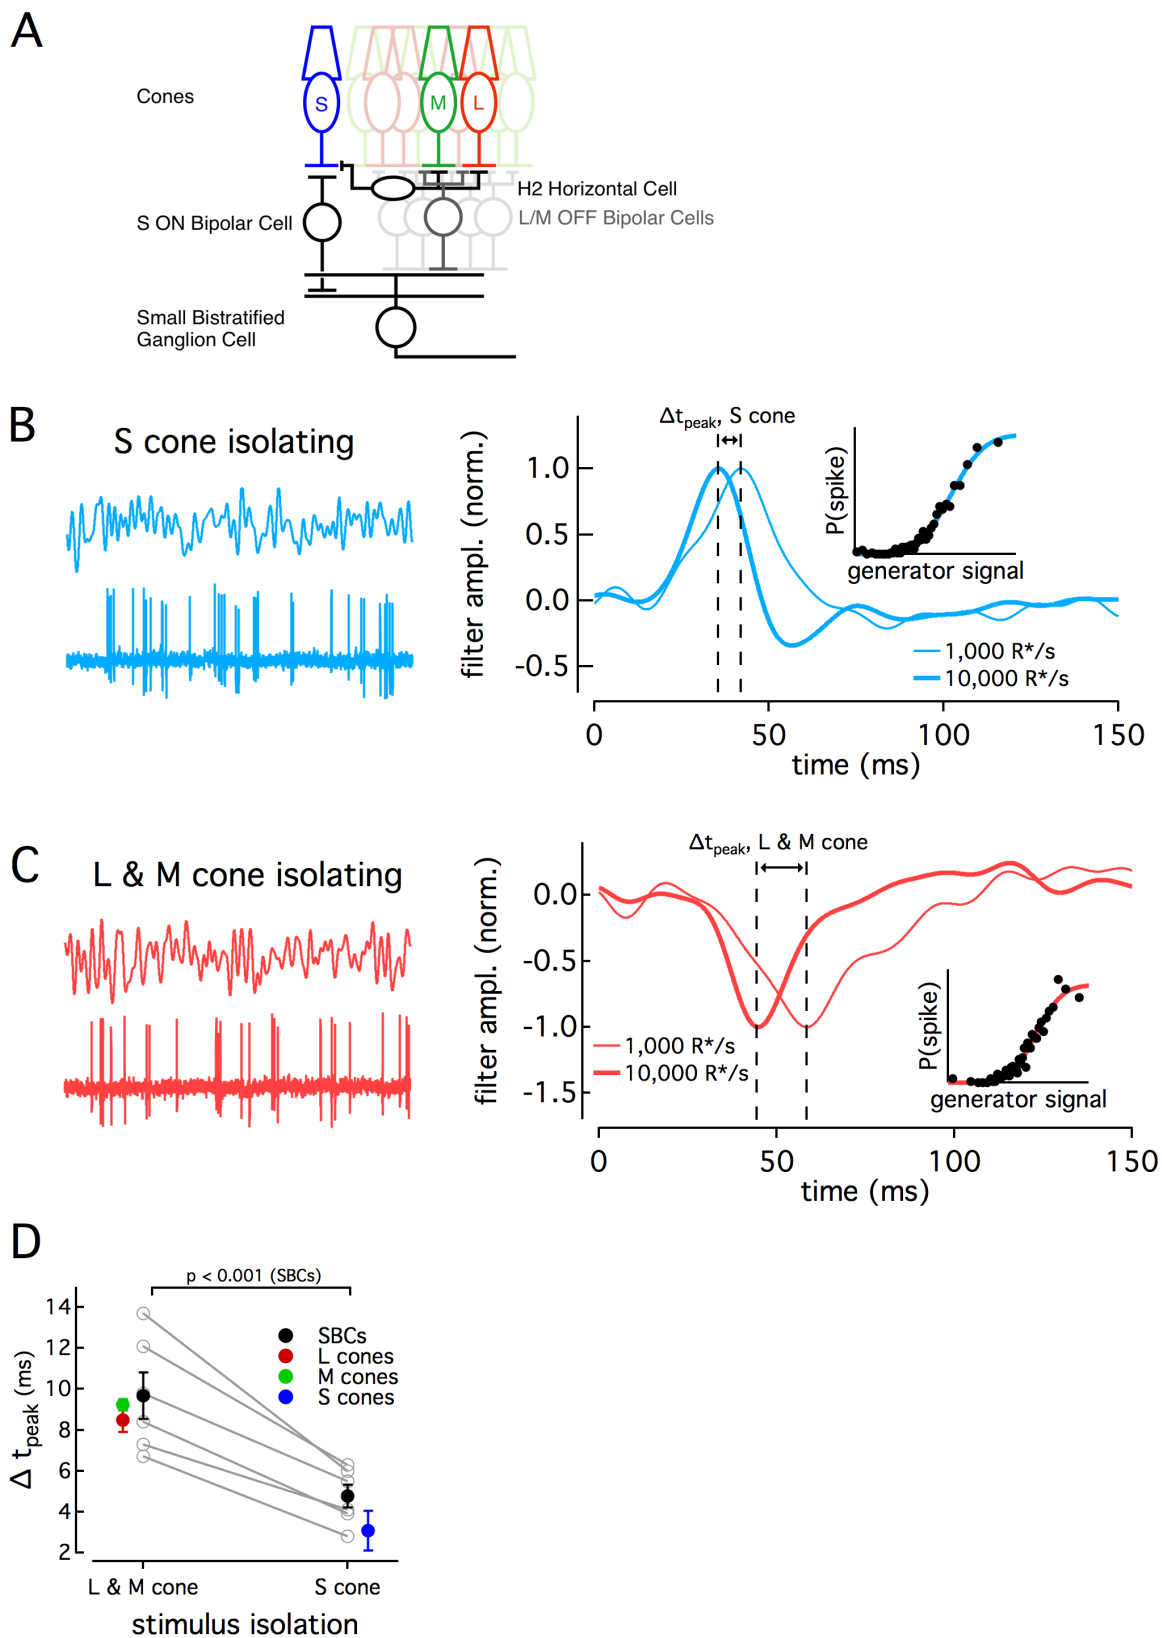 A
Cones
S
M
L
H2 Horizontal Cell
S ON Bipolar Cell
L/M OFF Bipolar Cells
Small Bistratified
Ganglion Cell
B
S cone isolating
Δtpeak, S cone
filter ampl. (norm.)
1.0
0.5
0.0
-0.5
P(spike)
generator signal
1,000 R*/s
10,000 R*/s
0
50
100
150
time (ms)
C
L & M cone isolating
Δtpeak, L & M cone
filter ampl. (norm.)
0.0
-0.5
-1.0
-1.5
1,000 R*/s
10,000 R*/s
P(spike)
generator signal
0
50
100
150
time (ms)
D
p < 0.001 (SBCs)
Δ tpeak (ms)
14
12
10
8
6
4
2
SBCs
L cones
M cones
S cones
L & M cone
S cone
stimulus isolation